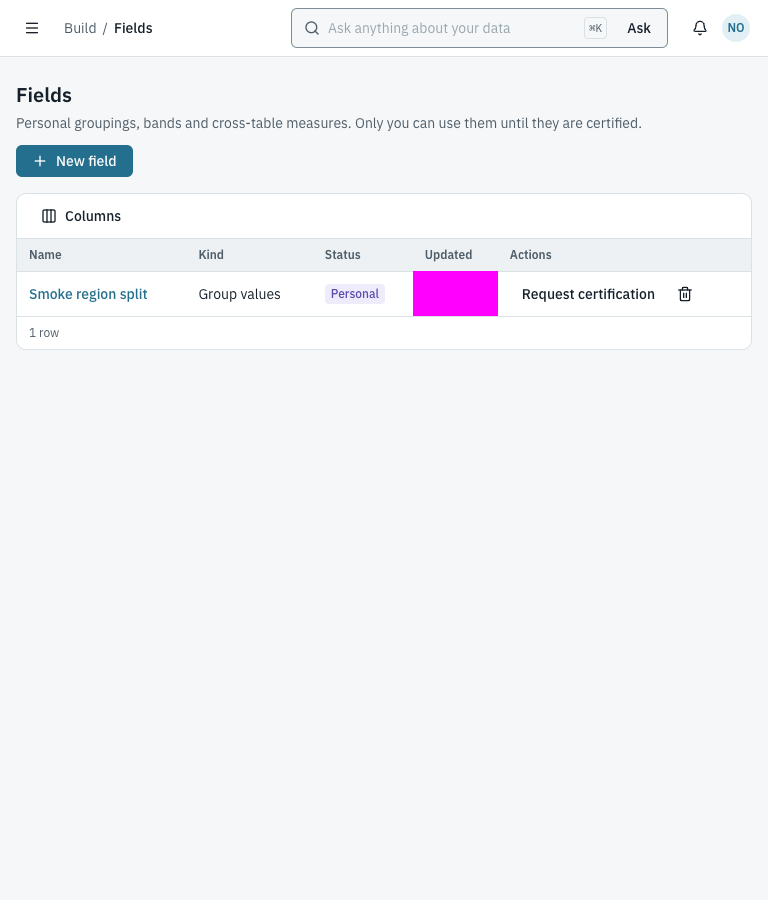 Build / Fields
Ask anything about your data
⌘K
Ask
NO
Fields
Personal groupings, bands and cross-table measures. Only you can use them until they are certified.
New field
Columns
Name Kind Status Updated Actions
Smoke region split Group values Personal Request certification
1 row